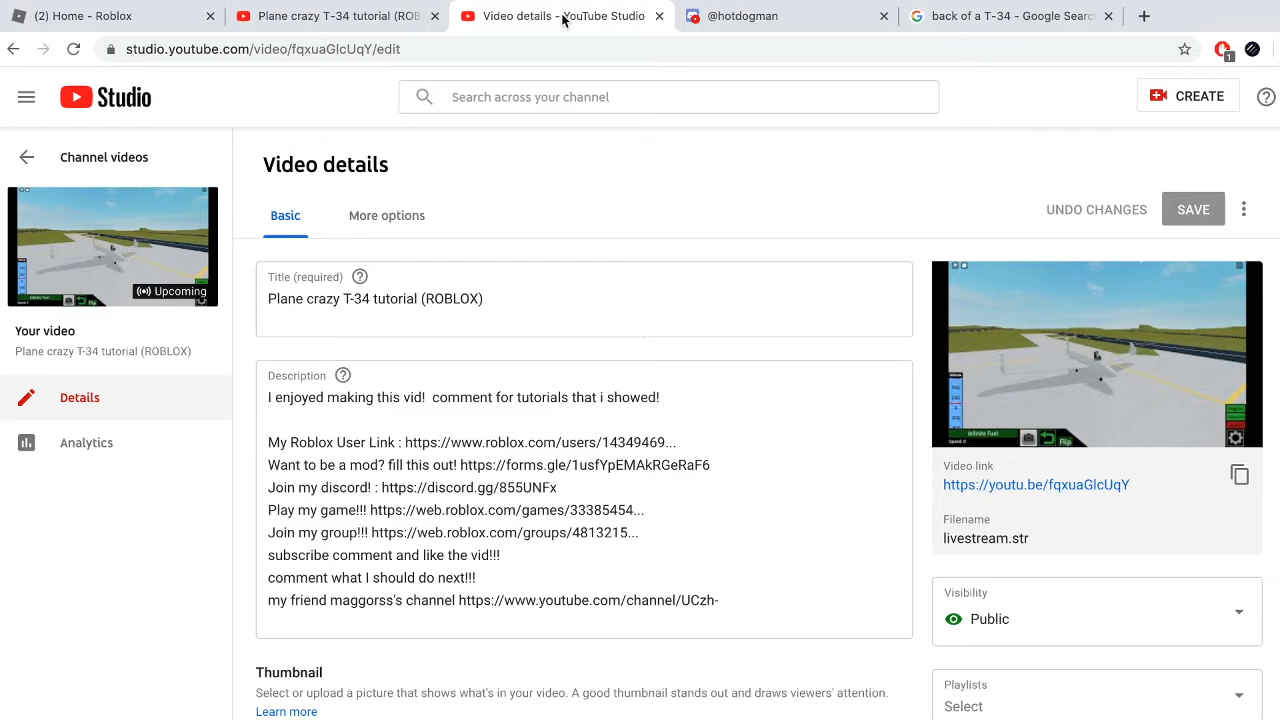 (2) Home - Roblox
Plane crazy T-34 tutorial (ROB
Video details - YouTube Studio
@hotdogman
back of a T-34 - Google Searc
studio.youtube.com/video/fqxuaGlcUqY/edit
1
Studio
Search across your channel
CREATE
Channel videos
Video details
UNDO CHANGES
SAVE
Basic
More options
Upcoming
Your video
Plane crazy T-34 tutorial (ROBLOX)
Details
Analytics
Title (required)
Plane crazy T-34 tutorial (ROBLOX)
Description
I enjoyed making this vid!  comment for tutorials that i showed!
Roblox User Link : https://www.roblox.com/users/14349469...
Want to be a mod? fill this out! https://forms.gle/1usfYpEMAkRGeRaF6
Join my discord! : https://discord.gg/855UNEx
Play my game!!! https://web.roblox.com/games/33385454...
Join my group!!! https://web.roblox.com/groups/4813215...
subscribe comment and like the vid!!!
comment what I should do next!!!
my friend maggorss's channel https://www.youtube.com/channel/UCzh-
Infinite Fuel
Flip
Video link
https://youtu.be/fqxuaGlcUqY
Filename
livestream.str
Visibility
Public
Playlists
Select
Thumbnail
Select or upload a picture that shows what's in your video. A good thumbnail stands out and draws viewers' attention.
Learn more